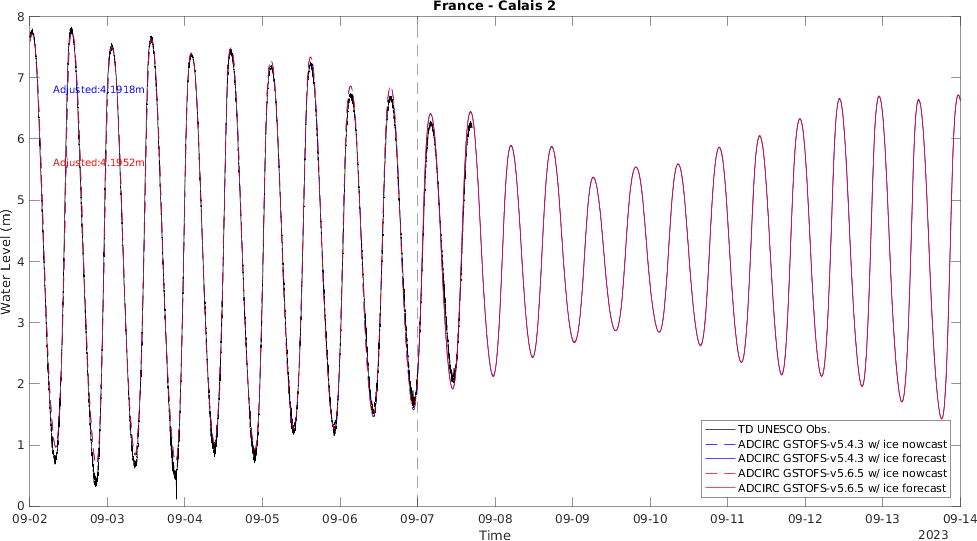 France - Calais 2
8
7
6
5
4
3
2
1
0
Water Level (m)
Adjusted:4.1918m
Adjusted:4.1952m
TD UNESCO Obs.
ADCIRC GSTOFS-v5.4.3 w/ ice nowcast
ADCIRC GSTOFS-v5.4.3 w/ ice forecast
ADCIRC GSTOFS-v5.6.5 w/ ice nowcast
ADCIRC GSTOFS-v5.6.5 w/ ice forecast
09-02 09-03 09-04 09-05 09-06 09-07 09-08 09-09 09-10 09-11 09-12 09-13 09-14
Time
2023